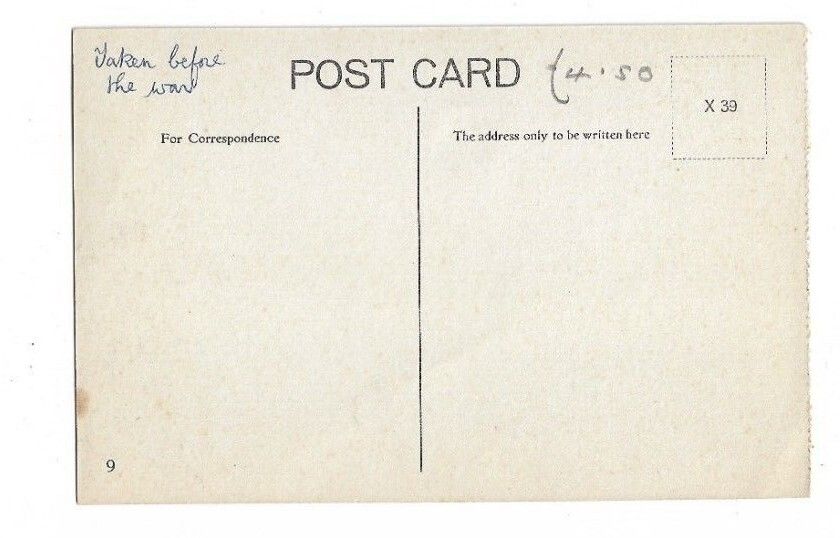 Taken before
the war
POST CARD
£4.50
X 39
For Correspondence
The address only to be written here
9